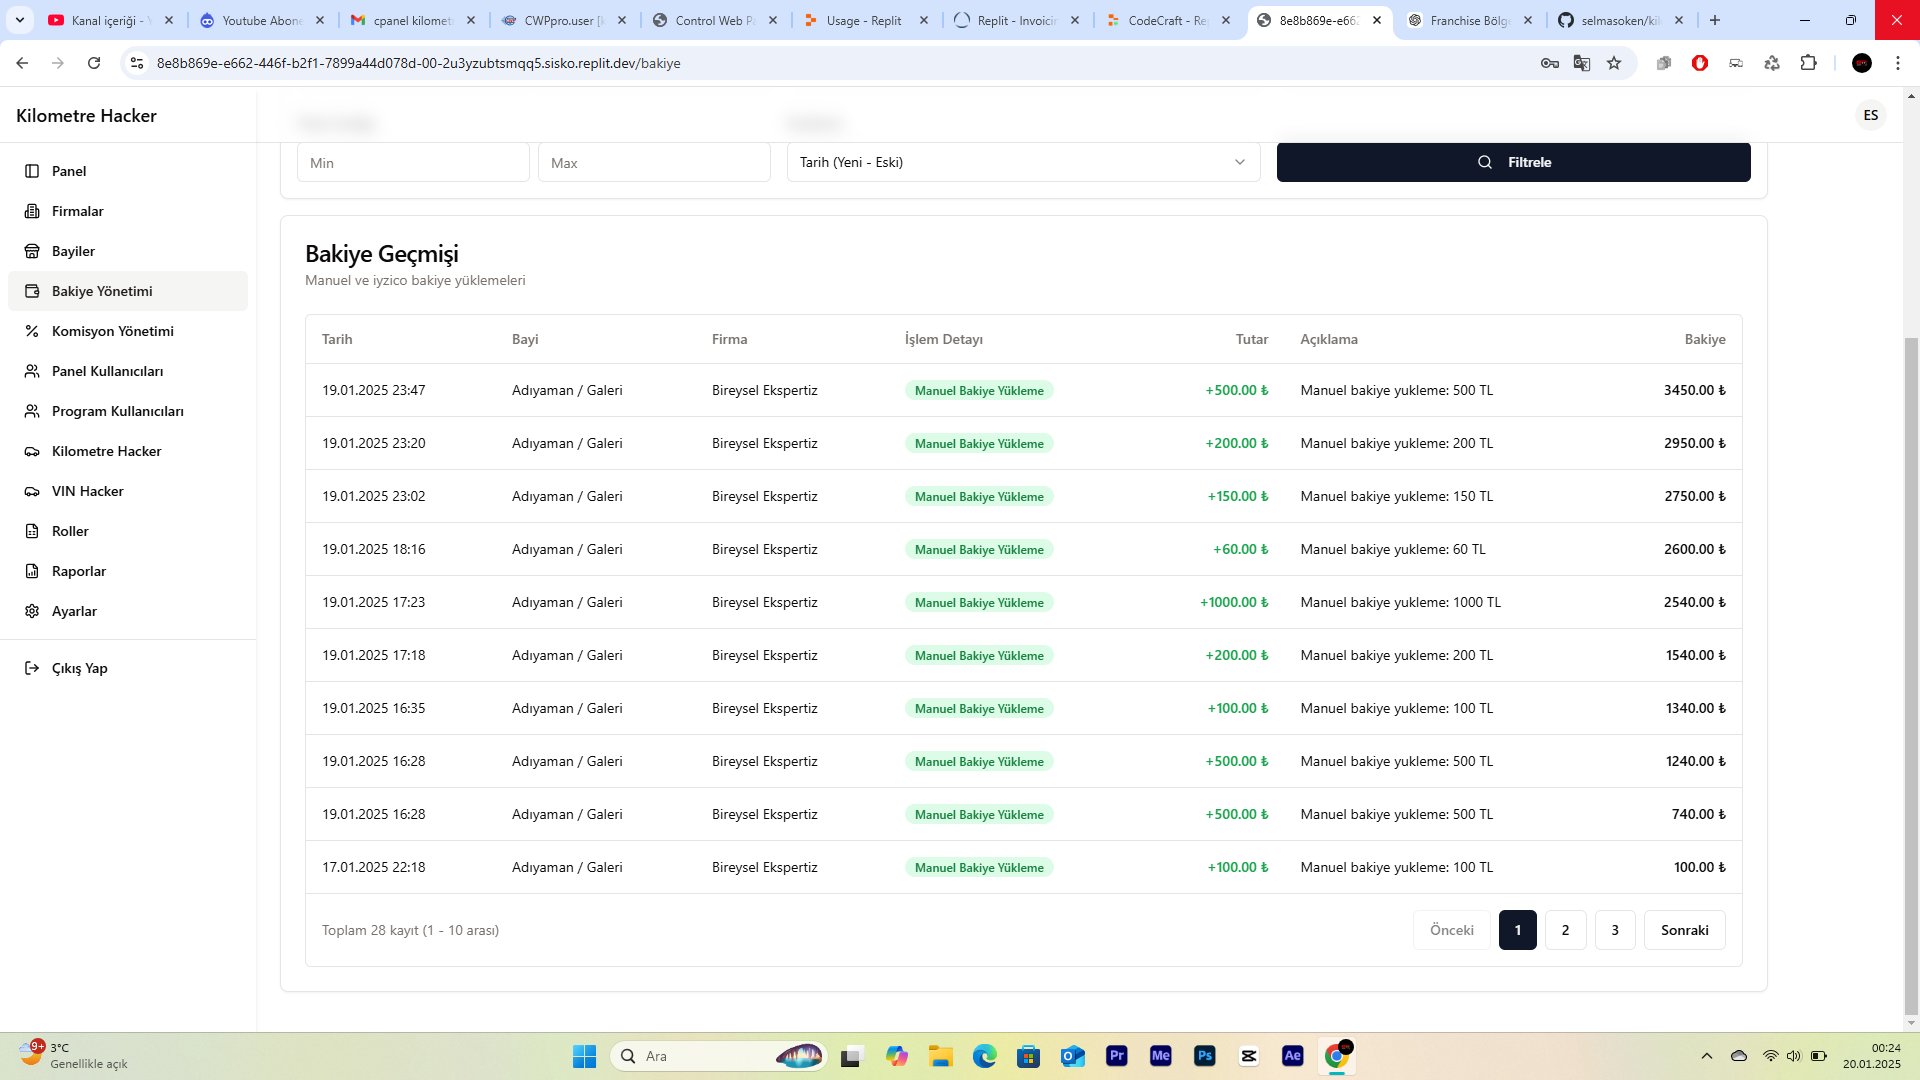 Kanal içeriği -
Youtube Abone
cpanel kilomet
CWPpro.user [k
Control Web Pa
Usage - Replit
Replit - Invoicin
CodeCraft - Re
8e8b869e-e662
Franchise Bölg
selmasoken/kil
8e8b869e-e662-446f-b2f1-7899a44d078d-00-2u3yzubtsmqq5.sisko.replit.dev/bakiye
Kilometre Hacker
ES
Panel
Firmalar
Bayiler
Bakiye Yönetimi
Komisyon Yönetimi
Panel Kullanıcıları
Program Kullanıcıları
Kilometre Hacker
VIN Hacker
Roller
Raporlar
Ayarlar
Çıkış Yap
Min
Max
Tarih (Yeni - Eski)
Filtrele
Bakiye Geçmişi
Manuel ve iyzico bakiye yüklemeleri
Tarih Bayi Firma İşlem Detayı Tutar Açıklama Bakiye
19.01.2025 23:47 Adıyaman / Galeri Bireysel Ekspertiz Manuel Bakiye Yükleme +500.00 ₺ Manuel bakiye yukleme: 500 TL 3450.00 ₺
19.01.2025 23:20 Adıyaman / Galeri Bireysel Ekspertiz Manuel Bakiye Yükleme +200.00 ₺ Manuel bakiye yukleme: 200 TL 2950.00 ₺
19.01.2025 23:02 Adıyaman / Galeri Bireysel Ekspertiz Manuel Bakiye Yükleme +150.00 ₺ Manuel bakiye yukleme: 150 TL 2750.00 ₺
19.01.2025 18:16 Adıyaman / Galeri Bireysel Ekspertiz Manuel Bakiye Yükleme +60.00 ₺ Manuel bakiye yukleme: 60 TL 2600.00 ₺
19.01.2025 17:23 Adıyaman / Galeri Bireysel Ekspertiz Manuel Bakiye Yükleme +1000.00 ₺ Manuel bakiye yukleme: 1000 TL 2540.00 ₺
19.01.2025 17:18 Adıyaman / Galeri Bireysel Ekspertiz Manuel Bakiye Yükleme +200.00 ₺ Manuel bakiye yukleme: 200 TL 1540.00 ₺
19.01.2025 16:35 Adıyaman / Galeri Bireysel Ekspertiz Manuel Bakiye Yükleme +100.00 ₺ Manuel bakiye yukleme: 100 TL 1340.00 ₺
19.01.2025 16:28 Adıyaman / Galeri Bireysel Ekspertiz Manuel Bakiye Yükleme +500.00 ₺ Manuel bakiye yukleme: 500 TL 1240.00 ₺
19.01.2025 16:28 Adıyaman / Galeri Bireysel Ekspertiz Manuel Bakiye Yükleme +500.00 ₺ Manuel bakiye yukleme: 500 TL 740.00 ₺
17.01.2025 22:18 Adıyaman / Galeri Bireysel Ekspertiz Manuel Bakiye Yükleme +100.00 ₺ Manuel bakiye yukleme: 100 TL 100.00 ₺
Toplam 28 kayıt (1 - 10 arası)
Önceki 1 2 3 Sonraki
9+
3°C
Genellikle açık
Ara
Pr
Me
Ps
Ae
00:24
20.01.2025